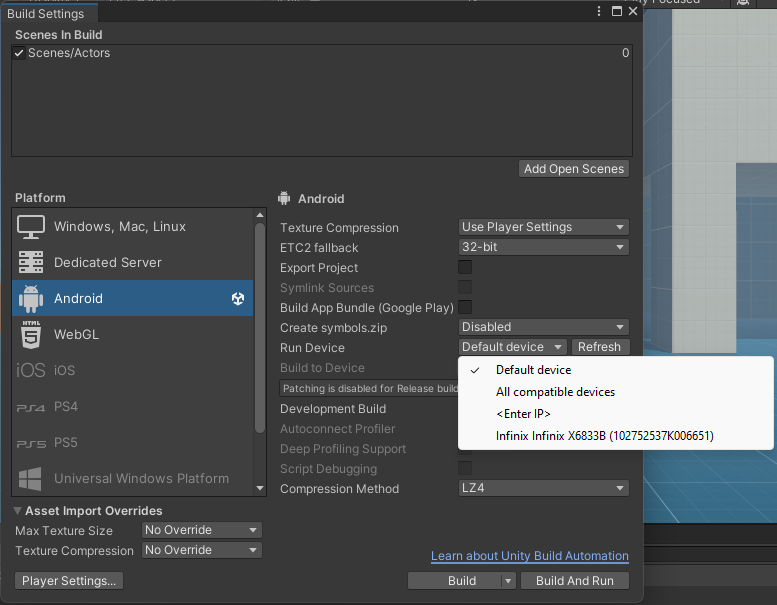 Build Settings
Scenes In Build
Scenes/Actors 0
Add Open Scenes
Platform
Windows, Mac, Linux
Dedicated Server
Android
HTML
5
WebGL
iOS iOS
PS4 PS4
PS5 PS5
Universal Windows Platform
Android
Texture Compression Use Player Settings
ETC2 fallback 32-bit
Export Project
Symlink Sources
Build App Bundle (Google Play)
Create symbols.zip Disabled
Run Device Default device Refresh
Default device
All compatible devices
<Enter IP>
Infinix Infinix X6833B (102752537K006651)
Build to Device
Patching is disabled for Release build
Development Build
Autoconnect Profiler
Deep Profiling Support
Script Debugging
Compression Method LZ4
Asset Import Overrides
Max Texture Size No Override
Texture Compression No Override
Learn about Unity Build Automation
Player Settings...
Build
Build And Run